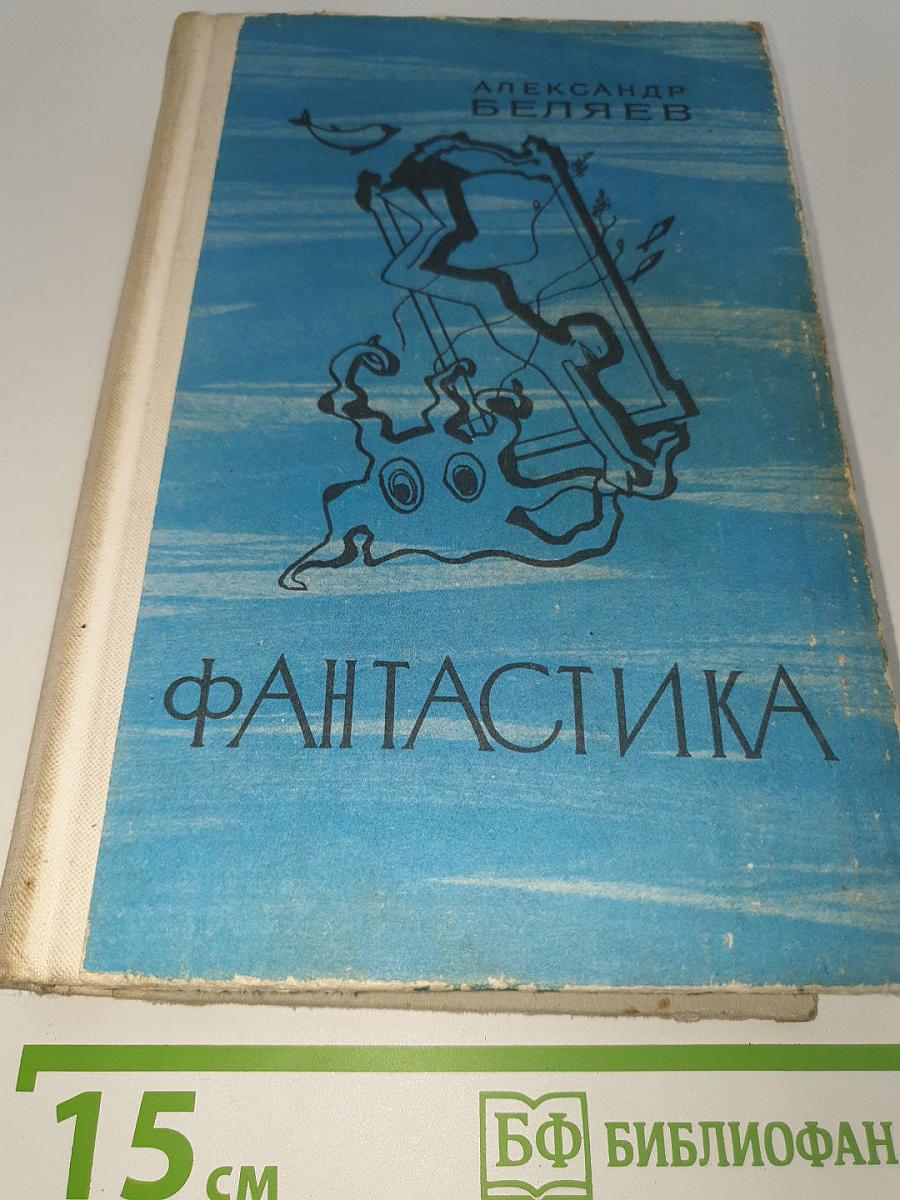 АЛЕКСАНДР
БЕЛЯЕВ
ФАНТАСТИКА
15 см
БФ БИБЛИОФАН